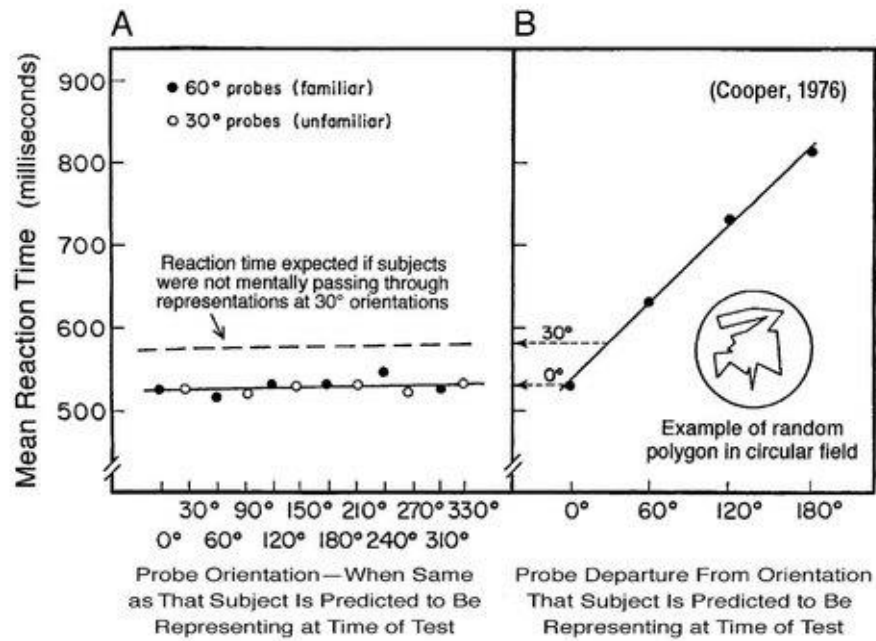 A
B
Mean Reaction Time (milliseconds)
900
800
700
600
500
60° probes (familiar)
30° probes (unfamiliar)
Reaction time expected if subjects
were not mentally passing through
representations at 30° orientations
30° 90° 150° 210° 270° 330°
0° 60° 120° 180° 240° 310°
Probe Orientation—When Same
as That Subject Is Predicted to Be
Representing at Time of Test
(Cooper, 1976)
30°
0°
Example of random
polygon in circular field
0° 60° 120° 180°
Probe Departure From Orientation
That Subject Is Predicted to Be
Representing at Time of Test